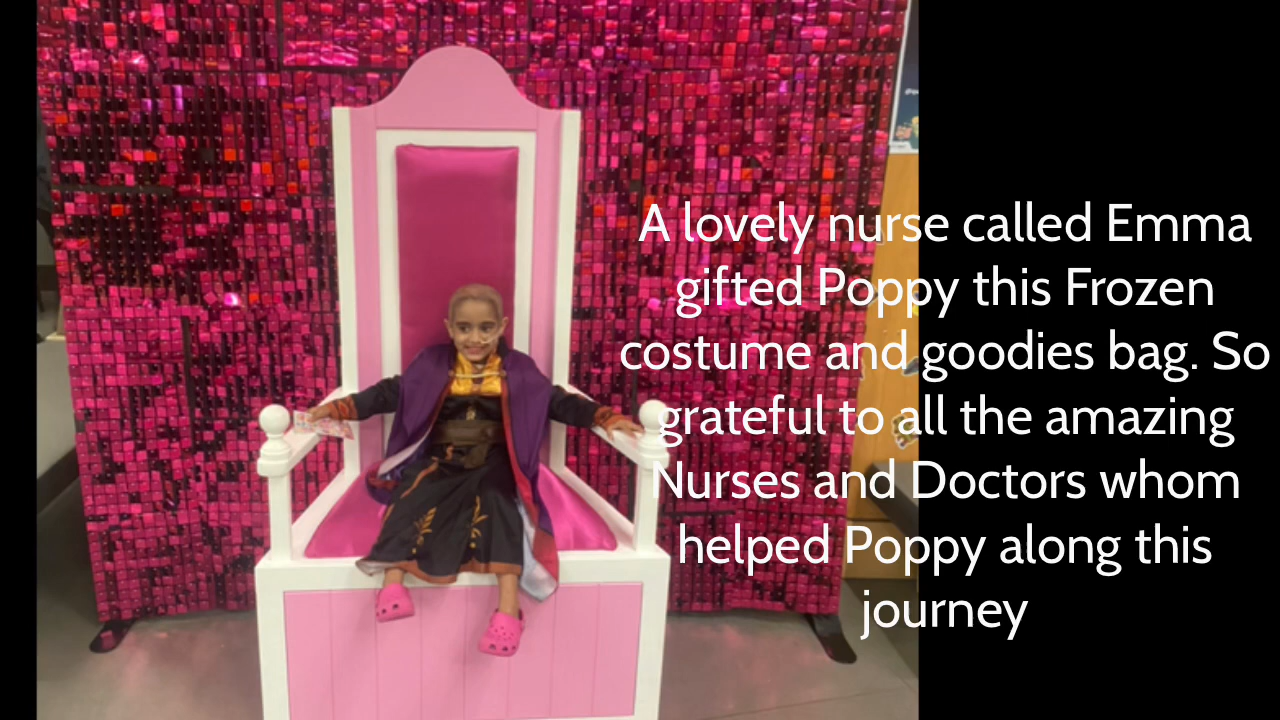 A lovely nurse called Emma
gifted Poppy this Frozen
costume and goodies bag. So
grateful to all the amazing
Nurses and Doctors whom
helped Poppy along this
journey